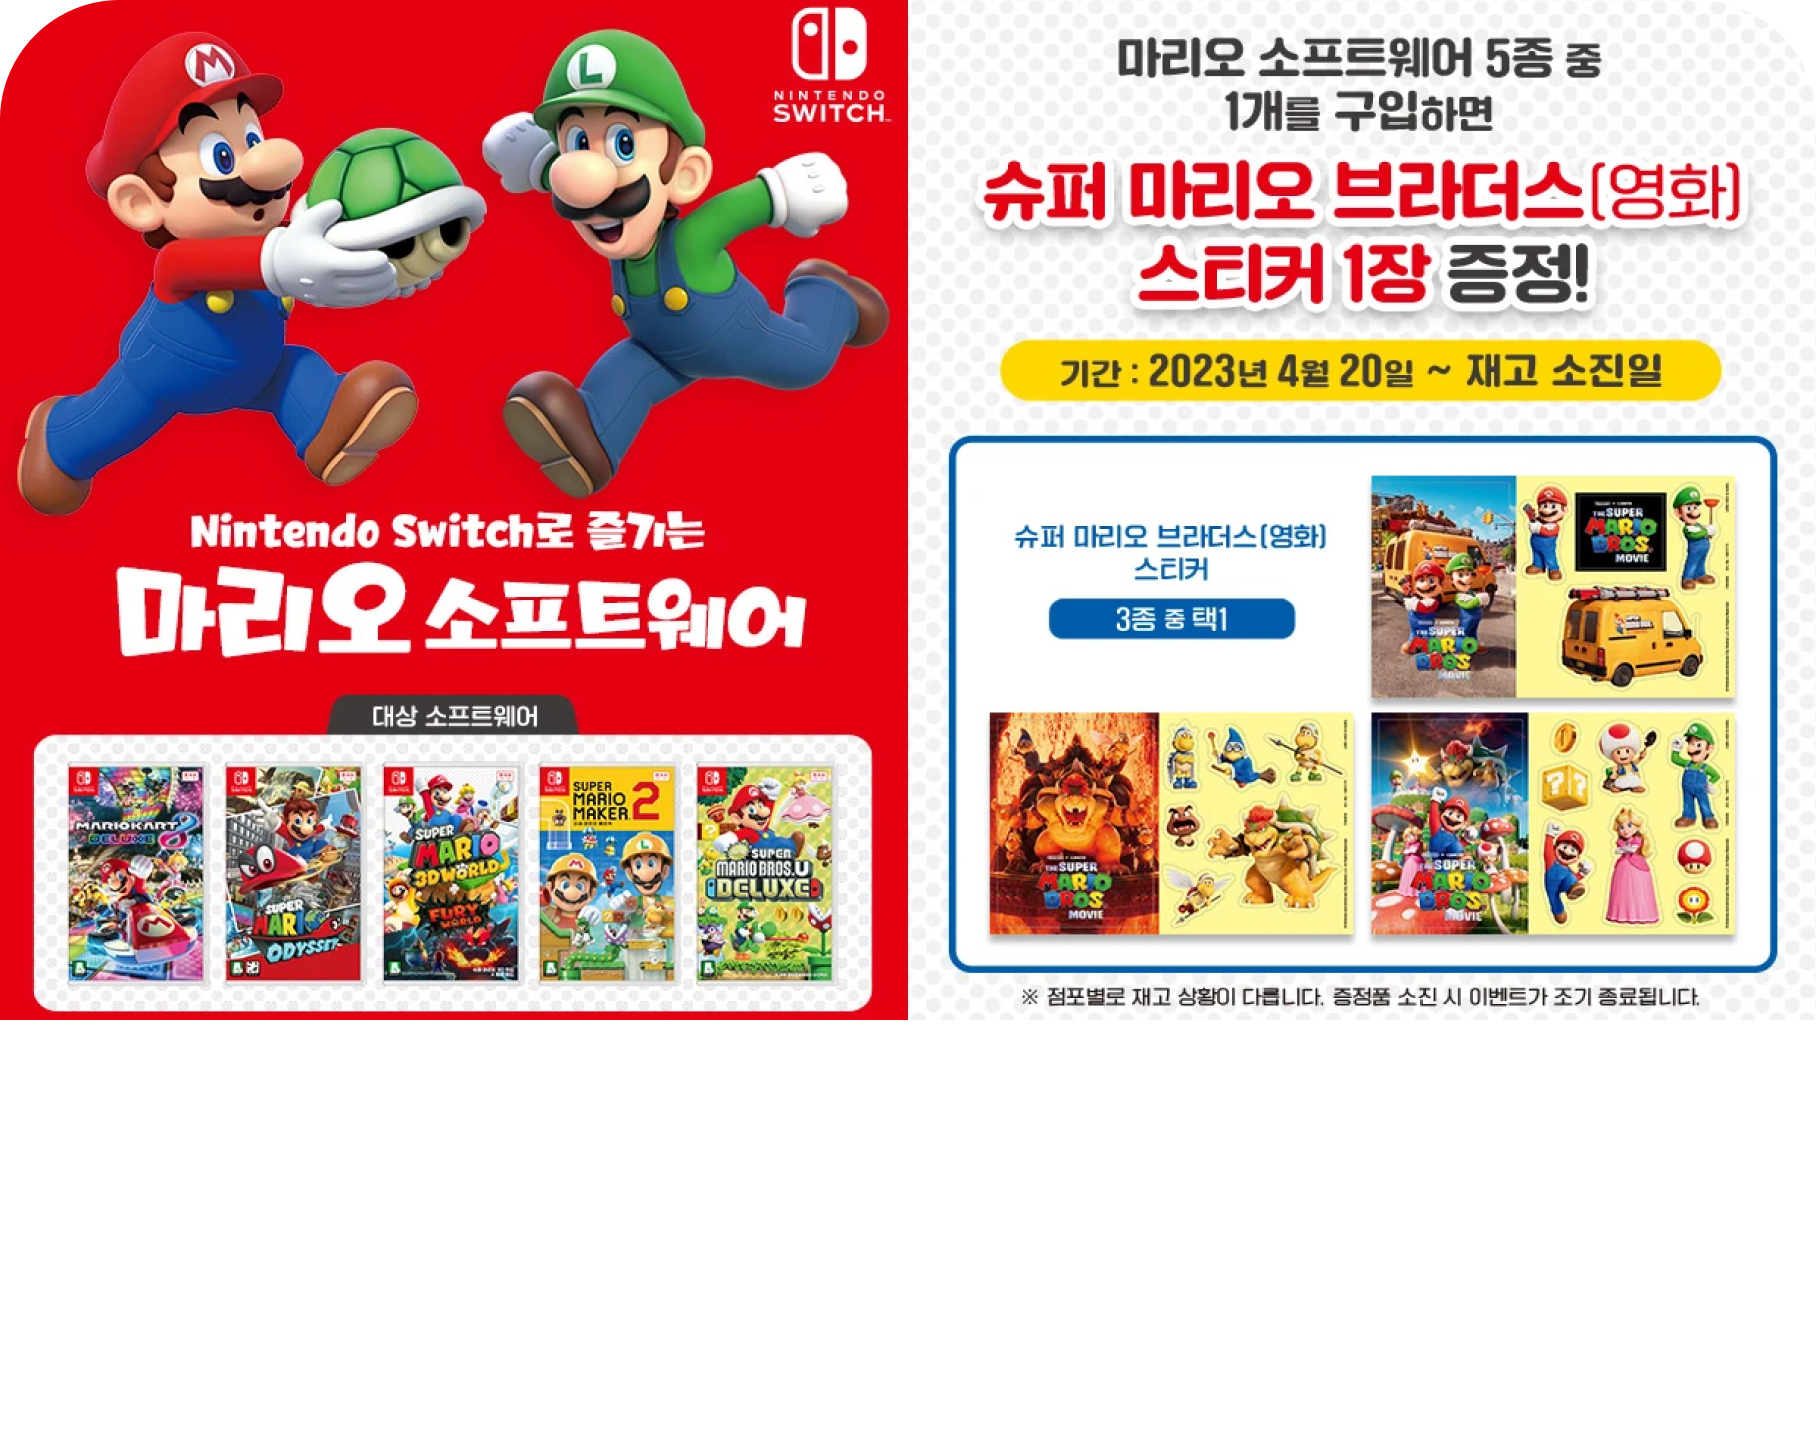 NINTENDO
SWITCH™
Nintendo Switch로 즐기는
마리오 소프트웨어
대상 소프트웨어
MARIOKART 8
DELUXE
SUPER
MARIO
ODYSSEY
SUPER
MARIO
3D WORLD
FURY
WORLD
SUPER
MARIO
MAKER 2
SUPER
MARIO BROS. U
DELUXE
마리오 소프트웨어 5종 중
1개를 구입하면
슈퍼 마리오 브라더스(영화)
스티커 1장 증정!
기간 : 2023년 4월 20일 ~ 재고 소진일
슈퍼 마리오 브라더스(영화)
스티커
3종 중 택1
THE SUPER
MARIO
BROS.
MOVIE
THE SUPER
MARIO
BROS.
MOVIE
THE SUPER
MARIO
BROS.
MOVIE
THE SUPER
MARIO
BROS.
MOVIE
※ 점포별로 재고 상황이 다릅니다. 증정품 소진 시 이벤트가 조기 종료됩니다.